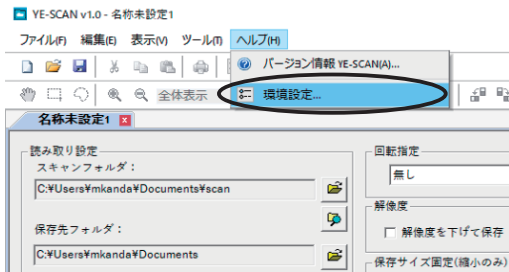 YE-SCAN v1.0 - 名称未設定1
ファイル(F) 編集(E) 表示(V) ツール(T) ヘルプ(H)
バージョン情報 YE-SCAN(A)...
全体表示 環境設定...
名称未設定1
読み取り設定
スキャンフォルダ：
C:¥Users¥mkanda¥Documents¥scan
保存先フォルダ：
C:¥Users¥mkanda¥Documents
回転指定
無し
解像度
解像度を下げて保存
保存サイズ固定(縮小のみ)